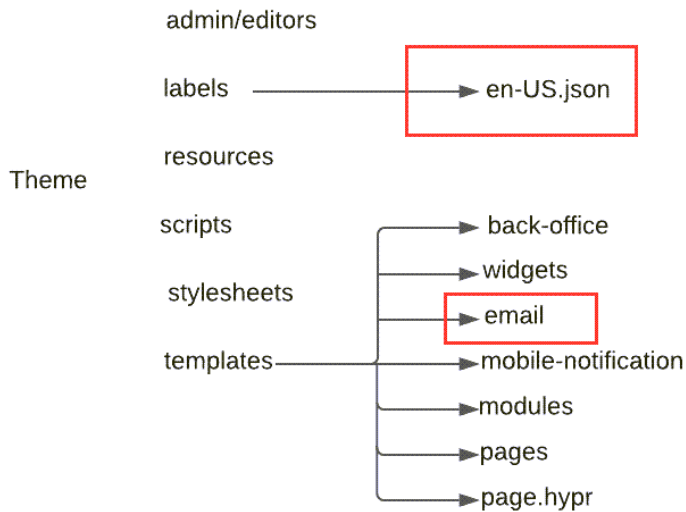 admin/editors
labels
en-US.json
resources
Theme
scripts
back-office
widgets
stylesheets
email
templates
mobile-notification
modules
pages
page.hypr